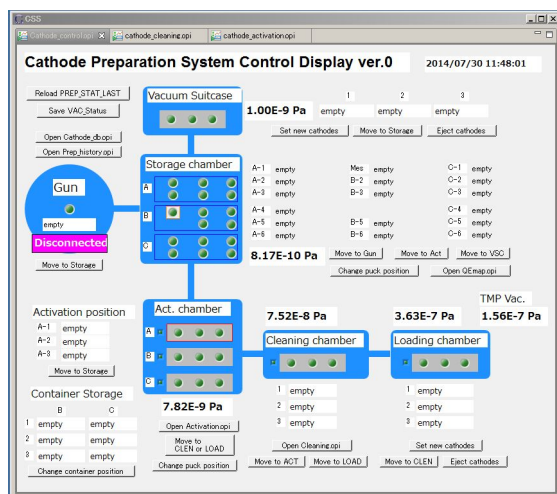 CSS
Cathode_control.opi
cathode_cleaning.opi
cathode_activation.opi
Cathode Preparation System Control Display ver.0
2014/07/30 11:48:01
Reload PREP_STAT_LAST
Save VAC_Status
Open Cathode_db.opi
Open Prep_history.opi
Vacuum Suitcase
1.00E-9 Pa
1 2 3
empty empty empty
Set new cathodes Move to Storage Eject cathodes
Gun
empty
Disconnected
Move to Storage
Storage chamber
A
B
C
A-1 empty Mes empty C-1 empty
A-2 empty B-2 empty C-2 empty
A-3 empty B-3 empty C-3 empty
A-4 empty C-4 empty
A-5 empty B-5 empty C-5 empty
A-6 empty B-6 empty C-6 empty
8.17E-10 Pa
Move to Gun Move to Act Move to VSC
Change puck position Open QEmap.opi
Activation position
A-1 empty
A-2 empty
A-3 empty
Move to Storage
Act. chamber
A
B
C
7.82E-9 Pa
Open Activation.opi
Move to
CLEN or LOAD
Change puck position
7.52E-8 Pa
Cleaning chamber
1 empty
2 empty
3 empty
Open Cleaning.opi
Move to ACT Move to LOAD
TMP Vac.
3.63E-7 Pa 1.56E-7 Pa
Loading chamber
1 empty
2 empty
3 empty
Set new cathodes
Move to CLEN Eject cathodes
Container Storage
B C
1 empty empty
2 empty empty
3 empty empty
Change container position